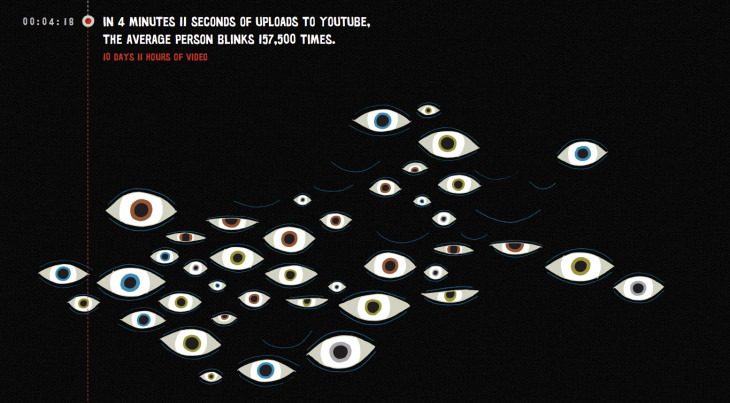 00:04:18
IN 4 MINUTES 11 SECONDS OF UPLOADS TO YOUTUBE,
THE AVERAGE PERSON BLINKS 157,500 TIMES.
10 DAYS 11 HOURS OF VIDEO